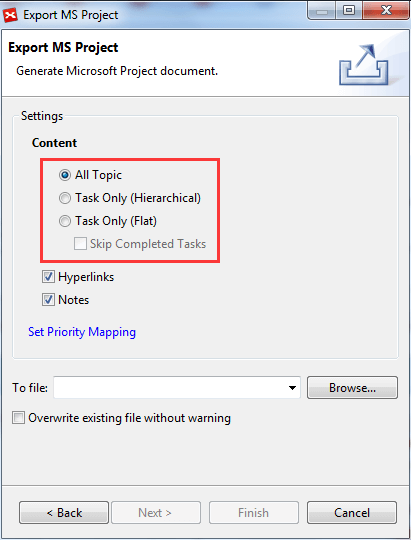 Export MS Project
Export MS Project
Generate Microsoft Project document.
Settings
Content
All Topic
Task Only (Hierarchical)
Task Only (Flat)
Skip Completed Tasks
Hyperlinks
Notes
Set Priority Mapping
To file:
Browse...
Overwrite existing file without warning
< Back
Next >
Finish
Cancel